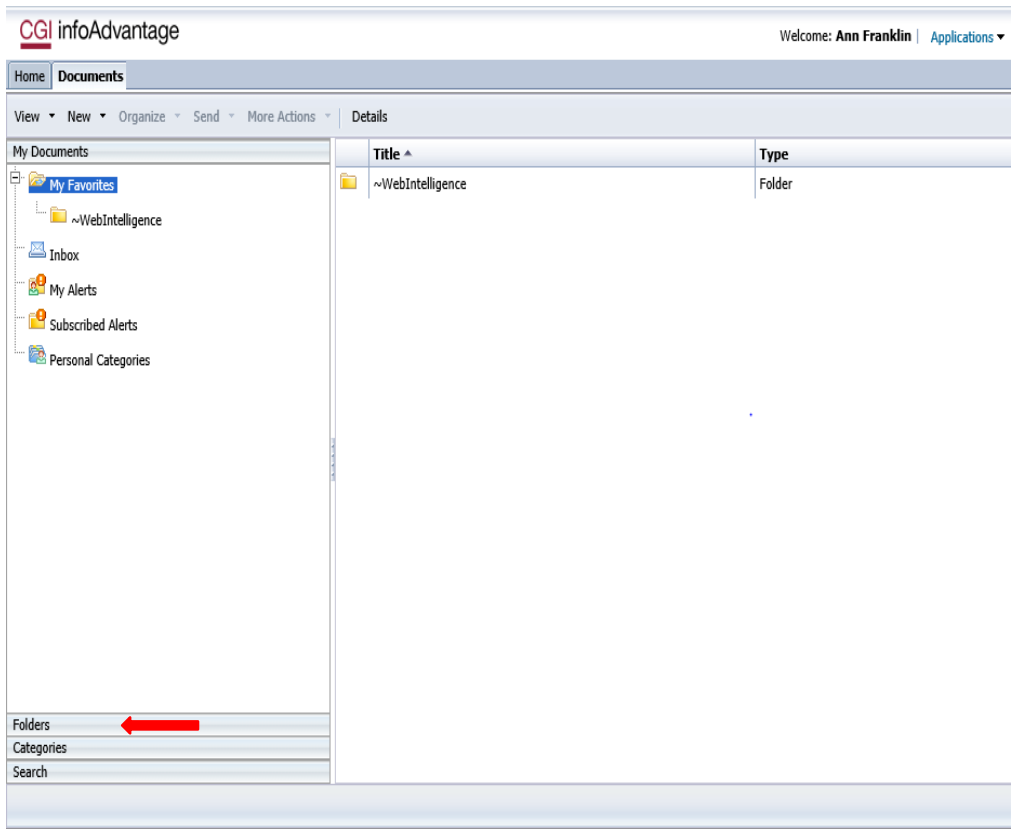 CGI infoAdvantage
Welcome: Ann Franklin | Applications
Home Documents
View New Organize Send More Actions Details
My Documents
Title Type
My Favorites
~WebIntelligence Folder
~WebIntelligence
Inbox
My Alerts
Subscribed Alerts
Personal Categories
Folders
Categories
Search